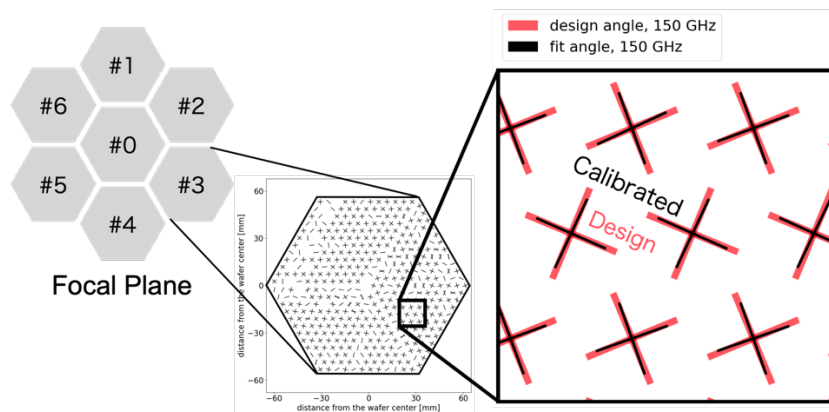 design angle, 150 GHz
fit angle, 150 GHz
#1
#6
#2
#0
#5
#3
#4
Focal Plane
Calibrated
Design
distance from the wafer center [mm]
60
30
0
−30
−60
−60
−30
0
30
60
distance from the wafer center [mm]